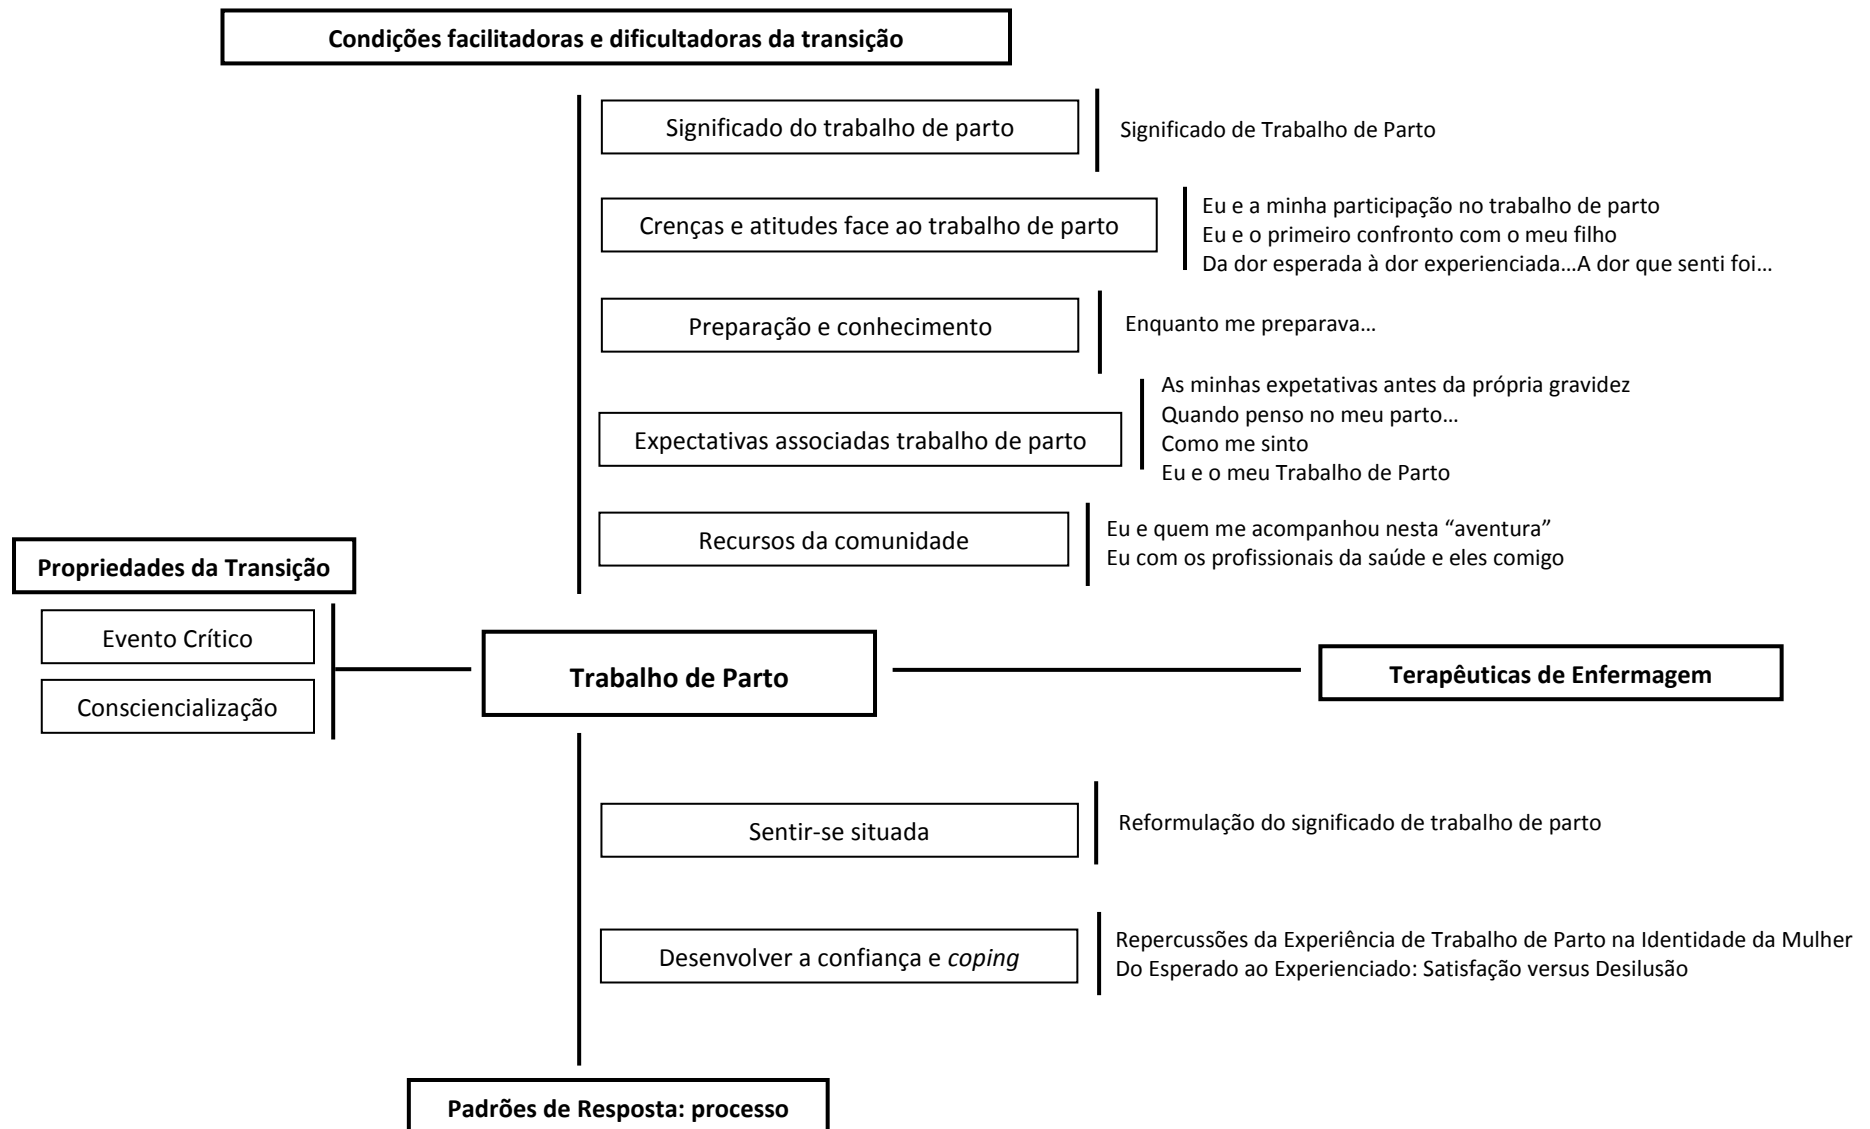 Condições facilitadoras e dificultadoras da transição
Significado do trabalho de parto
Significado de Trabalho de Parto
Crenças e atitudes face ao trabalho de parto
Eu e a minha participação no trabalho de parto
Eu e o primeiro confronto com o meu filho
Da dor esperada à dor experienciada…A dor que senti foi…
Preparação e conhecimento
Enquanto me preparava…
Expectativas associadas trabalho de parto
As minhas expetativas antes da própria gravidez
Quando penso no meu parto…
Como me sinto
Eu e o meu Trabalho de Parto
Recursos da comunidade
Eu e quem me acompanhou nesta “aventura”
Eu com os profissionais da saúde e eles comigo
Propriedades da Transição
Evento Crítico
Consciencialização
Trabalho de Parto
Terapêuticas de Enfermagem
Sentir-se situada
Reformulação do significado de trabalho de parto
Desenvolver a confiança e coping
Repercussões da Experiência de Trabalho de Parto na Identidade da Mulher
Do Esperado ao Experienciado: Satisfação versus Desilusão
Padrões de Resposta: processo